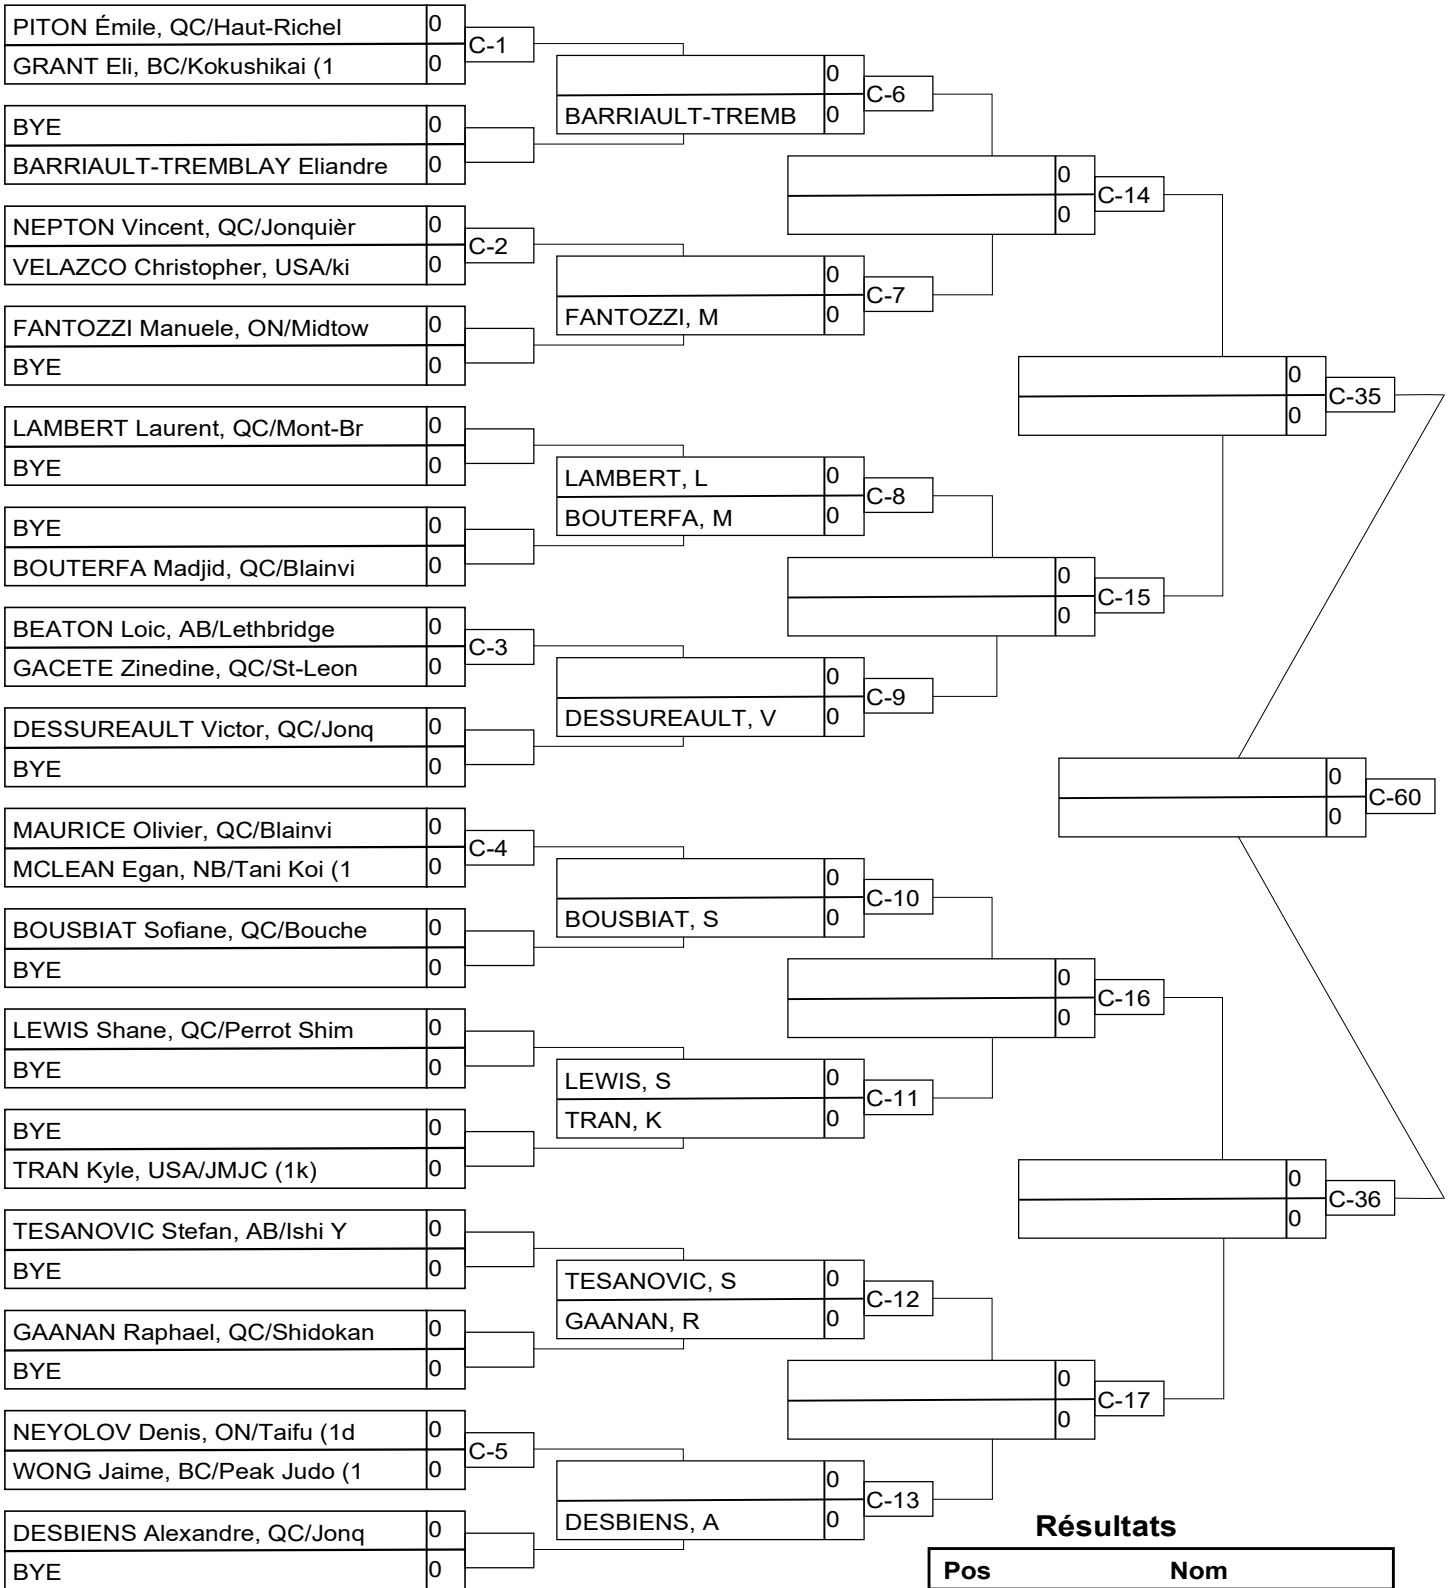 PITON Émile, QC/Haut-Richel 0
GRANT Eli, BC/Kokushikai (1 0
C-1
BYE 0
BARRIAULT-TREMBLAY Eliandre 0
NEPTON Vincent, QC/Jonquièr 0
VELAZCO Christopher, USA/ki 0
C-2
FANTOZZI Manuele, ON/Midtow 0
BYE 0
LAMBERT Laurent, QC/Mont-Br 0
BYE 0
BYE 0
BOUTERFA Madjid, QC/Blainvi 0
BEATON Loic, AB/Lethbridge 0
GACETE Zinedine, QC/St-Leon 0
C-3
DESSUREAULT Victor, QC/Jonq 0
BYE 0
MAURICE Olivier, QC/Blainvi 0
MCLEAN Egan, NB/Tani Koi (1 0
C-4
BOUSBIAT Sofiane, QC/Bouche 0
BYE 0
LEWIS Shane, QC/Perrot Shim 0
BYE 0
BYE 0
TRAN Kyle, USA/JMJC (1k) 0
TESANOVIC Stefan, AB/Ishi Y 0
BYE 0
GAANAN Raphael, QC/Shidokan 0
BYE 0
NEYOLOV Denis, ON/Taifu (1d 0
WONG Jaime, BC/Peak Judo (1 0
C-5
DESBIENS Alexandre, QC/Jonq 0
BYE 0
0
BARRIAULT-TREMB 0
C-6
0
FANTOZZI, M 0
C-7
LAMBERT, L 0
BOUTERFA, M 0
C-8
0
DESSUREAULT, V 0
C-9
0
BOUSBIAT, S 0
C-10
LEWIS, S 0
TRAN, K 0
C-11
TESANOVIC, S 0
GAANAN, R 0
C-12
0
DESBIENS, A 0
C-13
0
0
C-14
0
0
C-15
0
0
C-16
0
0
C-17
0
0
C-35
0
0
C-36
0
0
C-60
Résultats
Pos Nom